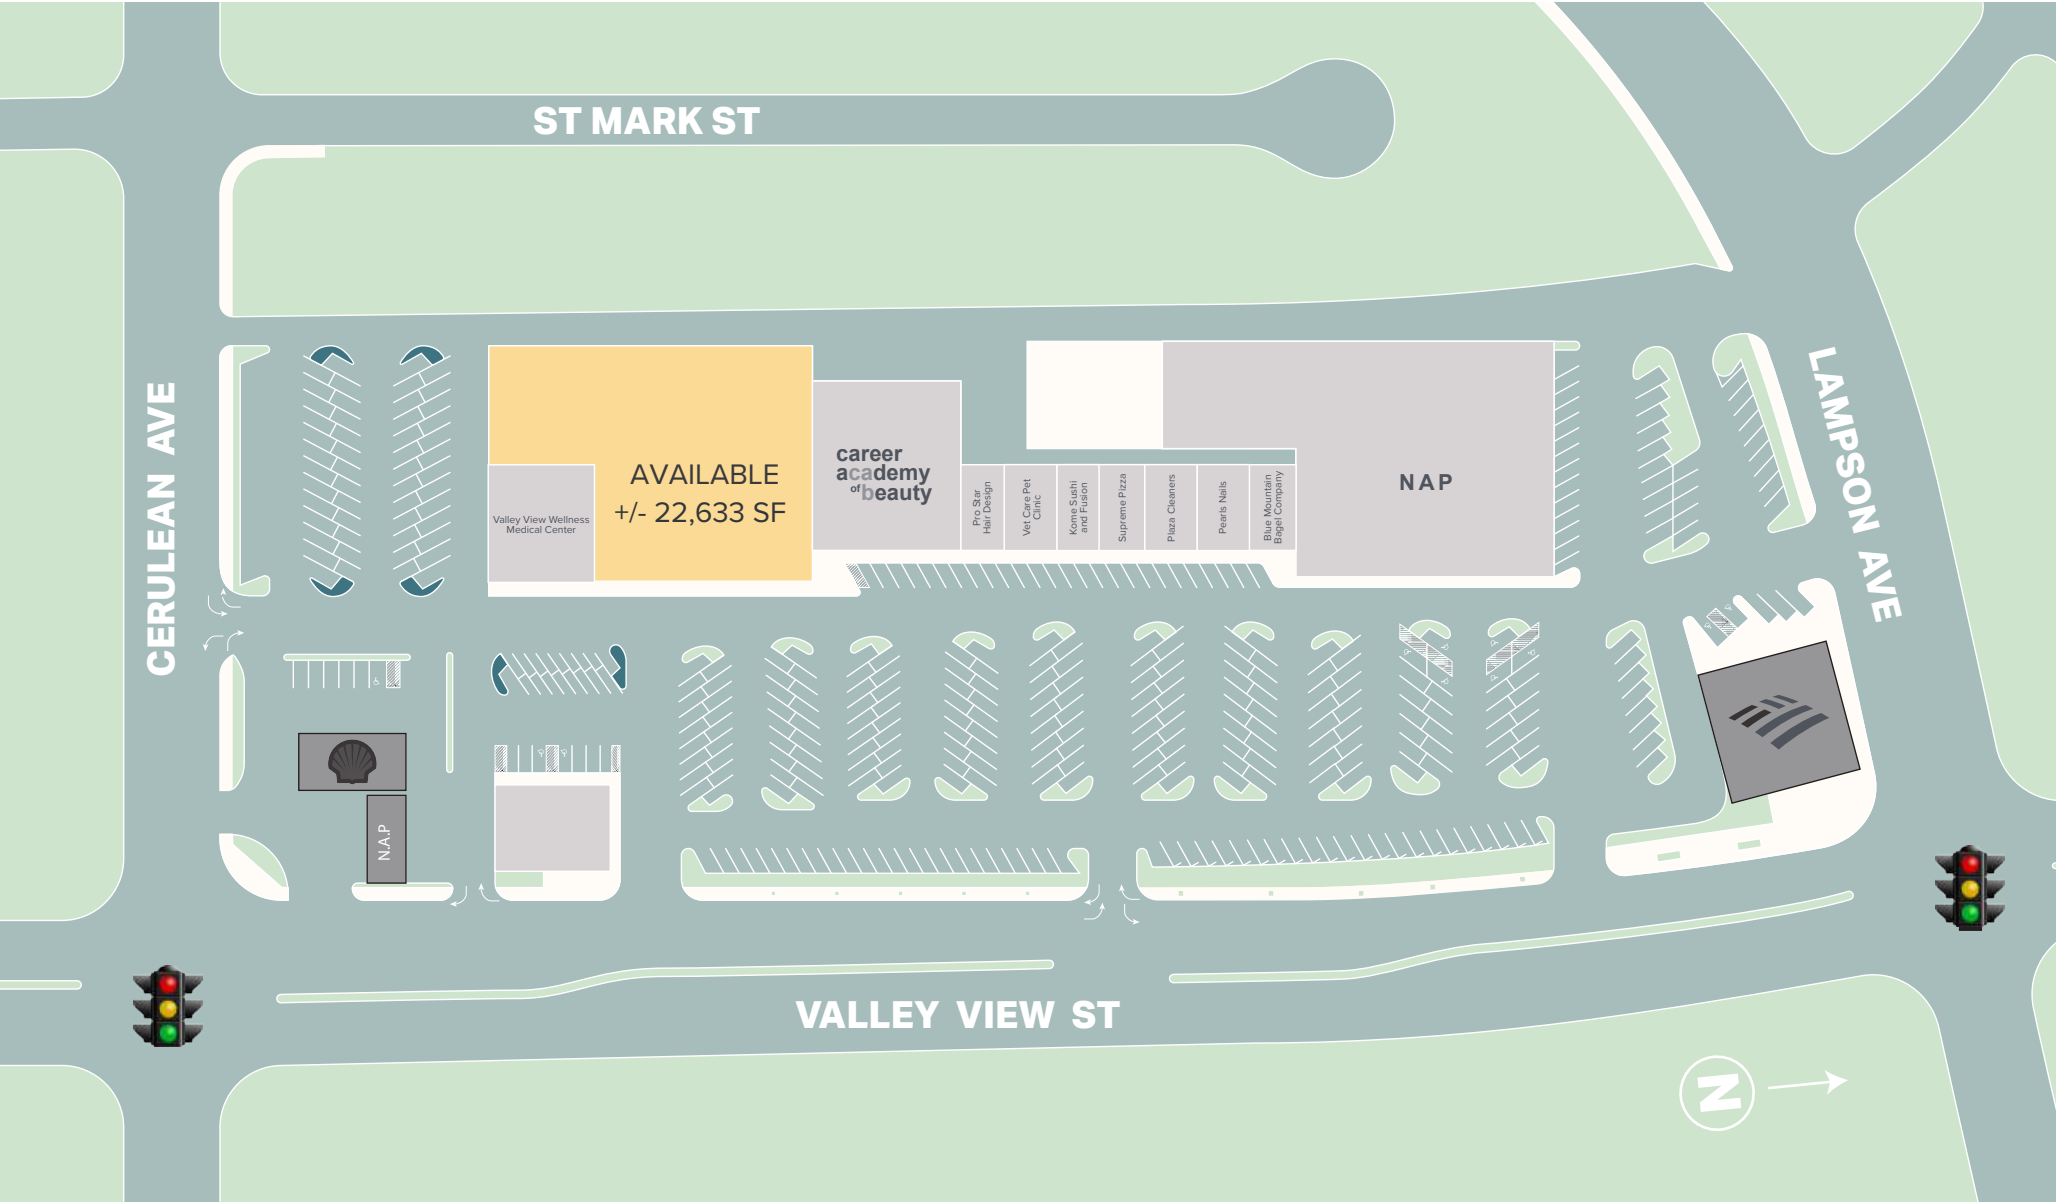 ST MARK ST
CERULEAN AVE
LAMPSON AVE
AVAILABLE
+/- 22,633 SF
Valley View Wellness
Medical Center
career
academy
of beauty
Pro Star
Hair Design
Vet Care Pet
Clinic
Kome Sushi
and Fusion
Supreme Pizza
Plaza Cleaners
Pearls Nails
Blue Mountain
Bagel Company
NAP
N.A.P
VALLEY VIEW ST
N